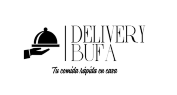 DELIVERY
BUFA
Tu comida rápida en casa